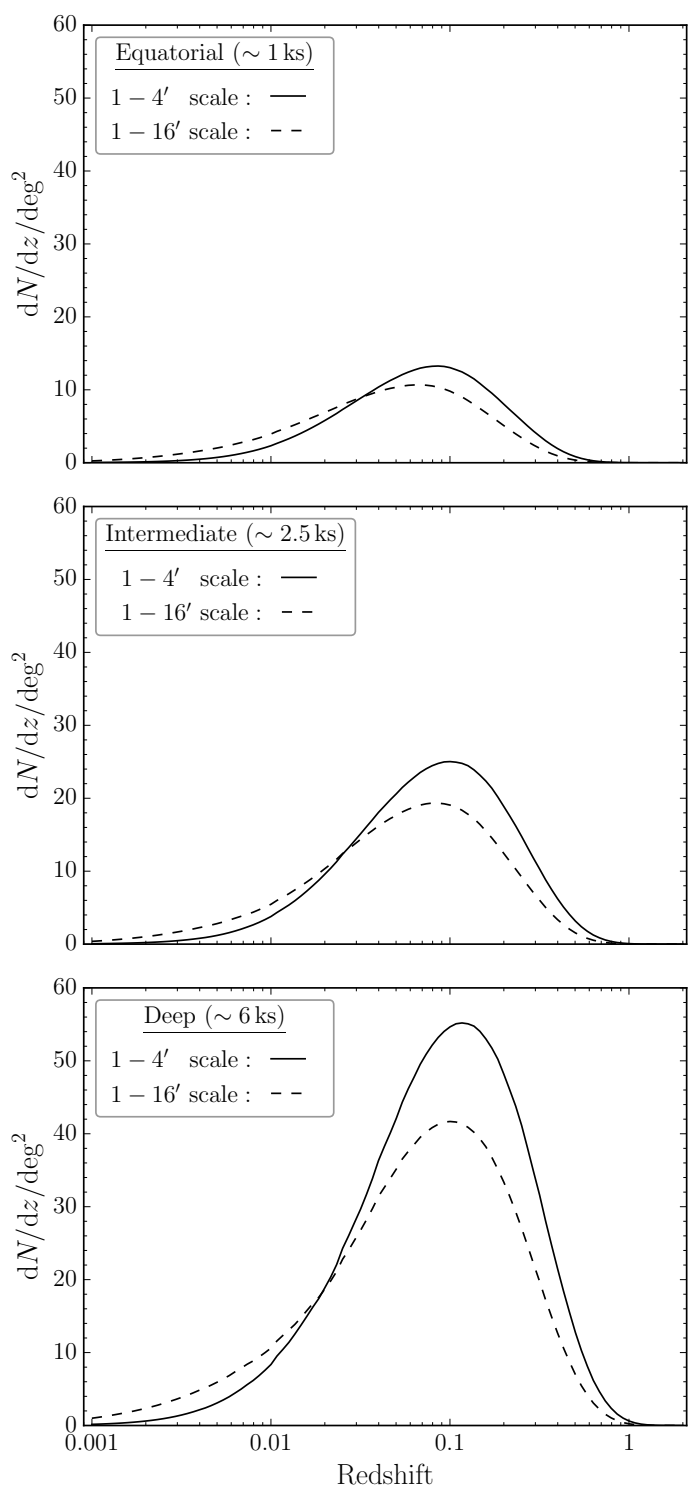 60
50
40
30
20
10
0
dN/dz/deg²
Equatorial (∼ 1 ks)
1 − 4′ scale :
1 − 16′ scale :
60
50
40
30
20
10
0
dN/dz/deg²
Intermediate (∼ 2.5 ks)
1 − 4′ scale :
1 − 16′ scale :
60
50
40
30
20
10
0
dN/dz/deg²
Deep (∼ 6 ks)
1 − 4′ scale :
1 − 16′ scale :
0.001 0.01 0.1 1
Redshift